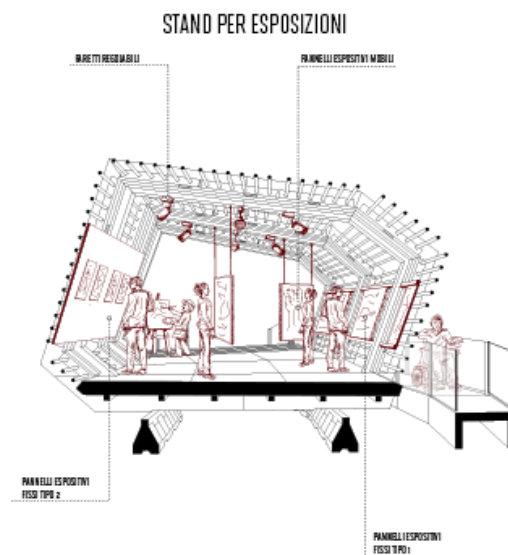 STAND PER ESPOSIZIONI
FARETTI REGOLABILI
PANNELLI ESPOSITIVI MOBILI
PANNELLI ESPOSITIVI
FISSI TIPO 2
PANNELLI ESPOSITIVI
FISSI TIPO 1